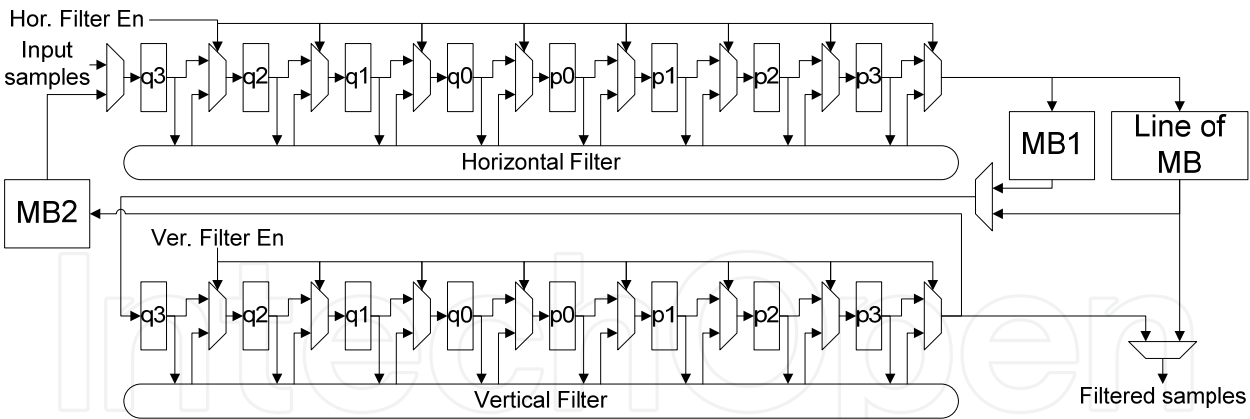 Hor. Filter En
Input
samples
q3 q2 q1 q0 p0 p1 p2 p3
Horizontal Filter
MB1
Line of
MB
MB2
Ver. Filter En
q3 q2 q1 q0 p0 p1 p2 p3
Vertical Filter
Filtered samples
IntechOpen